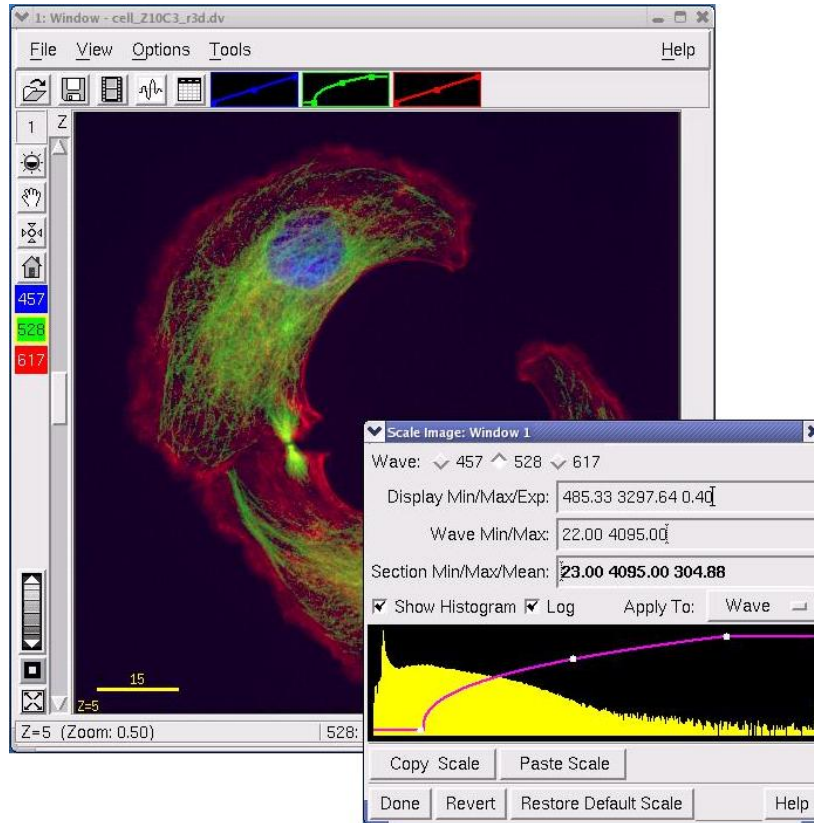 1: Window - cell_Z10C3_r3d.dv
File View Options Tools Help
1 Z
457
528
617
15
Z=5
Z=5 (Zoom: 0.50) 528:
Scale Image: Window 1
Wave: 457 528 617
Display Min/Max/Exp: 485.33 3297.64 0.40
Wave Min/Max: 22.00 4095.00
Section Min/Max/Mean: 23.00 4095.00 304.88
Show Histogram Log Apply To: Wave
Copy Scale Paste Scale
Done Revert Restore Default Scale Help